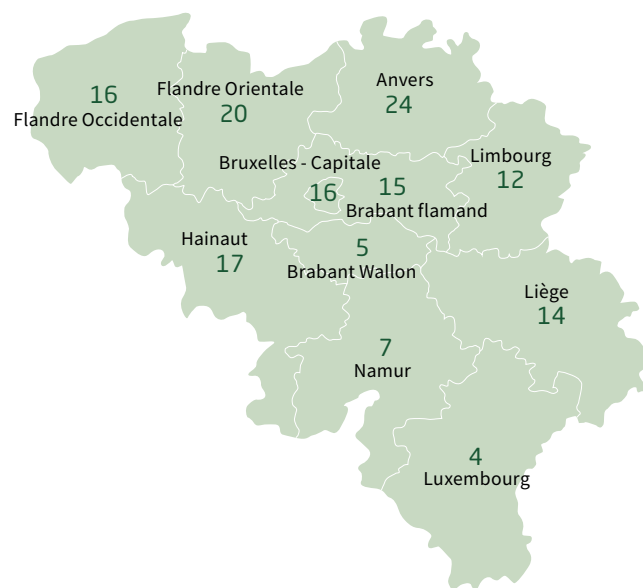 16
Flandre Occidentale
Flandre Orientale
20
Anvers
24
Bruxelles - Capitale
16
15
Brabant flamand
Limbourg
12
Hainaut
17
5
Brabant Wallon
Liège
14
7
Namur
4
Luxembourg